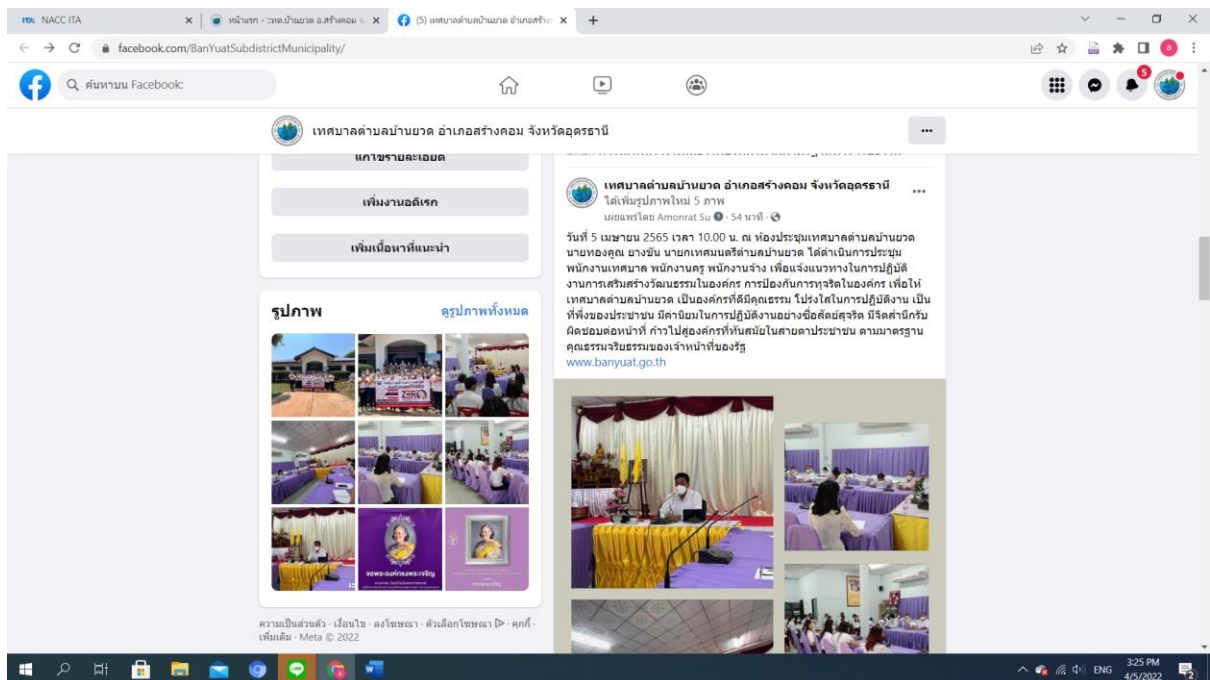 NACC ITA
หน้าแรก - :ทต.บ้านยวด อ.สร้างคอม จ.
(5) เทศบาลตำบลบ้านยวด อำเภอสร้าง
facebook.com/BanYuatSubdistrictMunicipality/
ค้นหาบน Facebook:
5
เทศบาลตำบลบ้านยวด อำเภอสร้างคอม จังหวัดอุดรธานี
แก้ไขรายละเอียด
เพิ่มงานอดิเรก
เพิ่มเนื้อหาที่แนะนำ
รูปภาพ
ดูรูปภาพทั้งหมด
ZERO
ขอพระองค์ทรงพระเจริญ
ความเป็นส่วนตัว · เงื่อนไข · ลงโฆษณา · ตัวเลือกโฆษณา · คุกกี้ ·
เพิ่มเติม · Meta © 2022
เทศบาลตำบลบ้านยวด อำเภอสร้างคอม จังหวัดอุดรธานี
ได้เพิ่มรูปภาพใหม่ 5 ภาพ
เผยแพร่โดย Amonrat Su · 54 นาที ·
วันที่ 5 เมษายน 2565 เวลา 10.00 น. ณ ห้องประชุมเทศบาลตำบลบ้านยวด
นายทองคูณ ยางขัน นายกเทศมนตรีตำบลบ้านยวด ได้ดำเนินการประชุม
พนักงานเทศบาล พนักงานครู พนักงานจ้าง เพื่อแจ้งแนวทางในการปฏิบัติ
งานการเสริมสร้างวัฒนธรรมในองค์กร การป้องกันการทุจริตในองค์กร เพื่อให้
เทศบาลตำบลบ้านยวด เป็นองค์กรที่ดีมีคุณธรรม โปร่งใสในการปฏิบัติงาน เป็น
ที่พึ่งของประชาชน มีค่านิยมในการปฏิบัติงานอย่างซื่อสัตย์สุจริต มีจิตสำนึกรับ
ผิดชอบต่อหน้าที่ ก้าวไปสู่องค์กรที่ทันสมัยในสายตาประชาชน ตามมาตรฐาน
คุณธรรมจริยธรรมของเจ้าหน้าที่ของรัฐ
www.banyuat.go.th
ENG
3:25 PM
4/5/2022